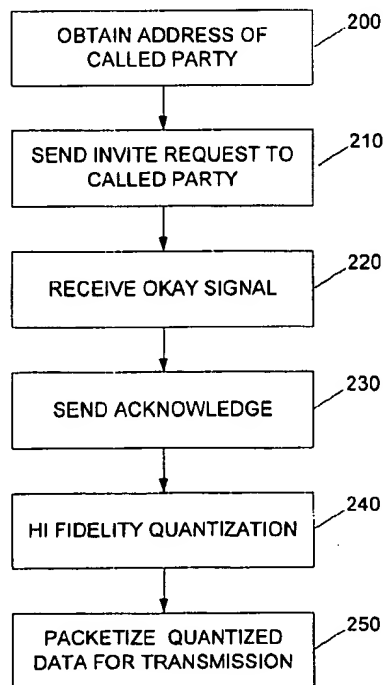 OBTAIN ADDRESS OF
CALLED PARTY
200
SEND INVITE REQUEST TO
CALLED PARTY
210
RECEIVE OKAY SIGNAL
220
SEND ACKNOWLEDGE
230
HI FIDELITY QUANTIZATION
240
PACKETIZE QUANTIZED
DATA FOR TRANSMISSION
250